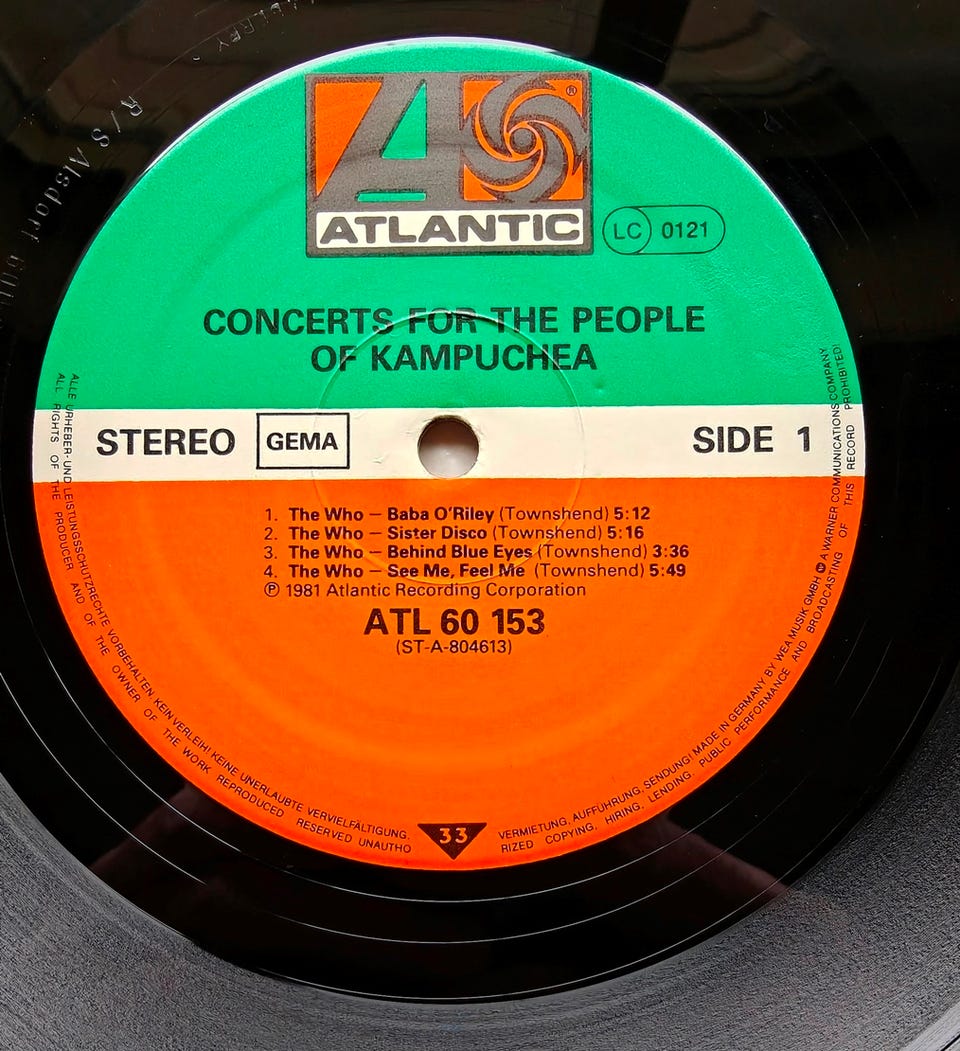 R/S Alsdorf
ATLANTIC
®
LC 0121
CONCERTS FOR THE PEOPLE
OF KAMPUCHEA
STEREO GEMA SIDE 1
1. The Who — Baba O'Riley (Townshend) 5:12
2. The Who — Sister Disco (Townshend) 5:16
3. The Who — Behind Blue Eyes (Townshend) 3:36
4. The Who — See Me, Feel Me (Townshend) 5:49
℗ 1981 Atlantic Recording Corporation
ATL 60 153
(ST-A-804613)
ALLE URHEBER- UND LEISTUNGSSCHUTZRECHTE VORBEHALTEN. KEIN VERLEIH! KEINE UNERLAUBTE VERVIELFÄLTIGUNG,
ALL RIGHTS OF THE PRODUCER AND OF THE OWNER OF THE WORK REPRODUCED RESERVED UNAUTHO
33
VERMIETUNG, AUFFÜHRUNG, SENDUNG! MADE IN GERMANY BY WEA MUSIK GMBH A WARNER COMMUNICATIONS COMPANY
RIZED COPYING, HIRING, LENDING, PUBLIC PERFORMANCE AND BROADCASTING OF THIS RECORD PROHIBITED!